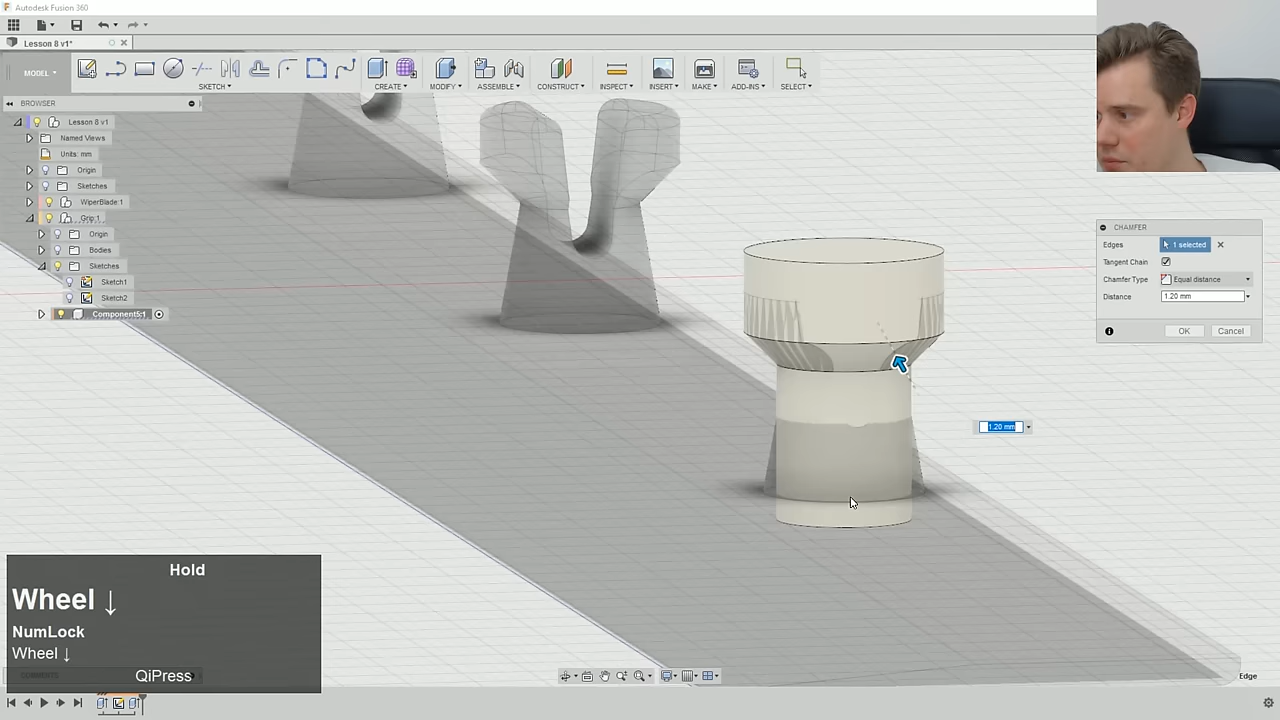 Autodesk Fusion 360
Lesson 8 v1*
MODEL
SKETCH
CREATE
MODIFY
ASSEMBLE
CONSTRUCT
INSPECT
INSERT
MAKE
ADD-INS
SELECT
BROWSER
Lesson 8 v1
Named Views
Units: mm
Origin
Sketches
WiperBlade:1
Grip:1
Origin
Bodies
Sketches
Sketch1
Sketch2
Component5:1
CHAMFER
Edges 1 selected
Tangent Chain
Chamfer Type Equal distance
Distance 1.20 mm
OK Cancel
1.20 mm
Hold
Wheel ↓
NumLock
Wheel ↓
QiPress
COMMENTS
Edge